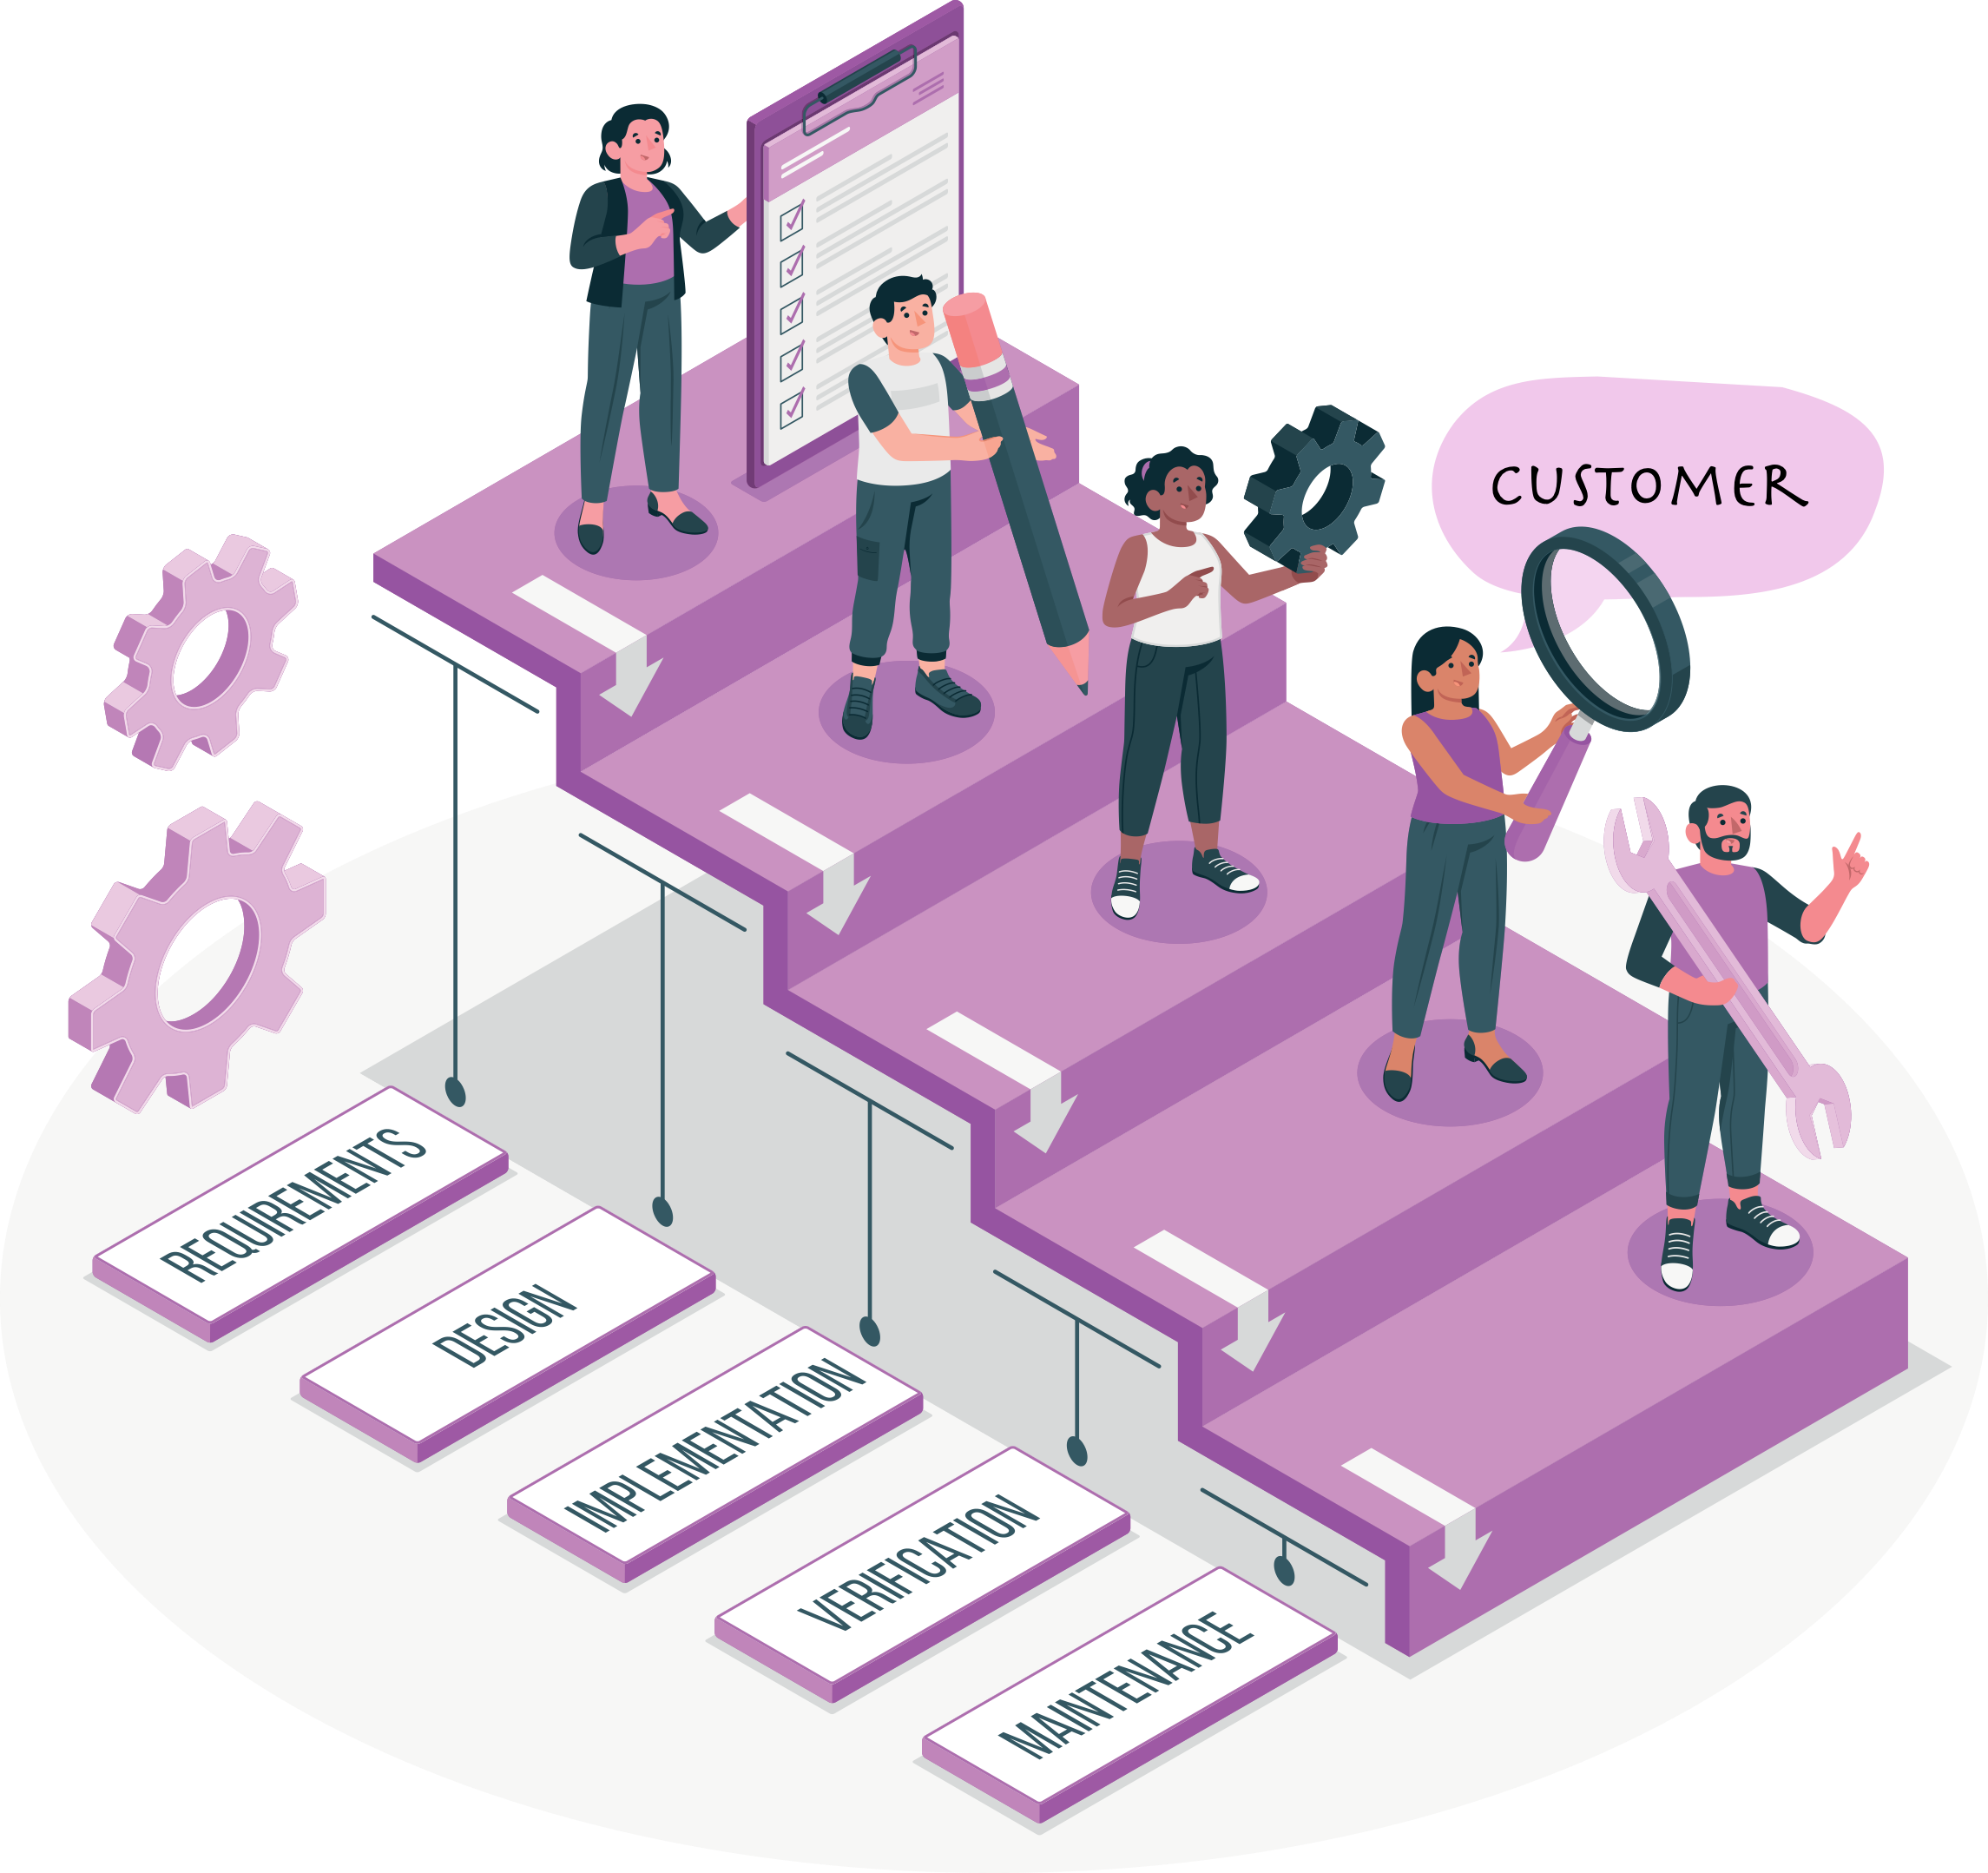 CUSTOMER
REQUIREMENTS
DESIGN
IMPLEMENTATION
VERIFICATION
MAINTENANCE